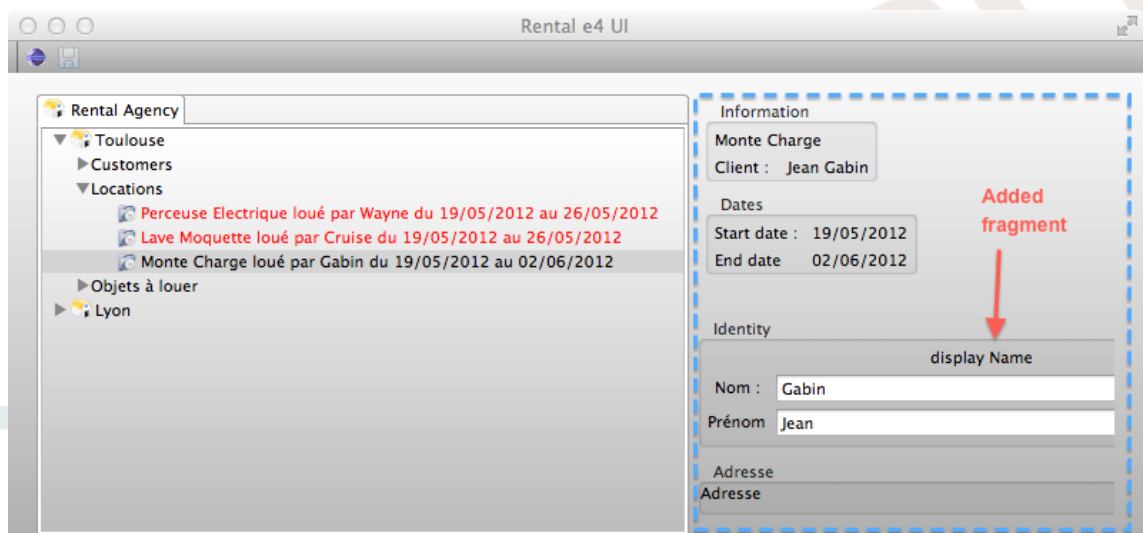 Rental e4 UI
Rental Agency
Toulouse
Customers
Locations
Perceuse Electrique loué par Wayne du 19/05/2012 au 26/05/2012
Lave Moquette loué par Cruise du 19/05/2012 au 26/05/2012
Monte Charge loué par Gabin du 19/05/2012 au 02/06/2012
Objets à louer
Lyon
Information
Monte Charge
Client : Jean Gabin
Dates
Start date : 19/05/2012
End date 02/06/2012
Added
fragment
Identity
display Name
Nom : Gabin
Prénom Jean
Adresse
Adresse